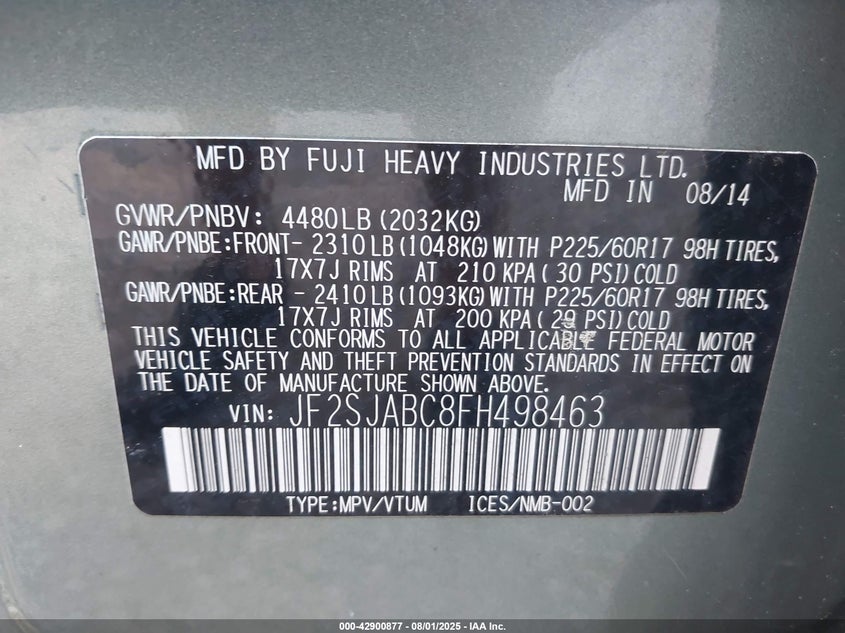 MFD BY FUJI HEAVY INDUSTRIES LTD.
MFD IN 08/14
GVWR/PNBV: 4480LB(2032KG)
GAWR/PNBE:FRONT- 2310LB(1048KG)WITH P225/60R17 98H TIRES,
17X7J RIMS AT 210 KPA( 30 PSI)COLD
GAWR/PNBE:REAR - 2410LB(1093KG)WITH P225/60R17 98H TIRES,
17X7J RIMS AT 200 KPA( 29 PSI)COLD
THIS VEHICLE CONFORMS TO ALL APPLICABLE FEDERAL MOTOR
VEHICLE SAFETY AND THEFT PREVENTION STANDARDS IN EFFECT ON
THE DATE OF MANUFACTURE SHOWN ABOVE.
VIN: JF2SJABC8FH498463
TYPE:MPV/VTUM ICES/NMB-002
000-42900877 - 08/01/2025 - IAA Inc.